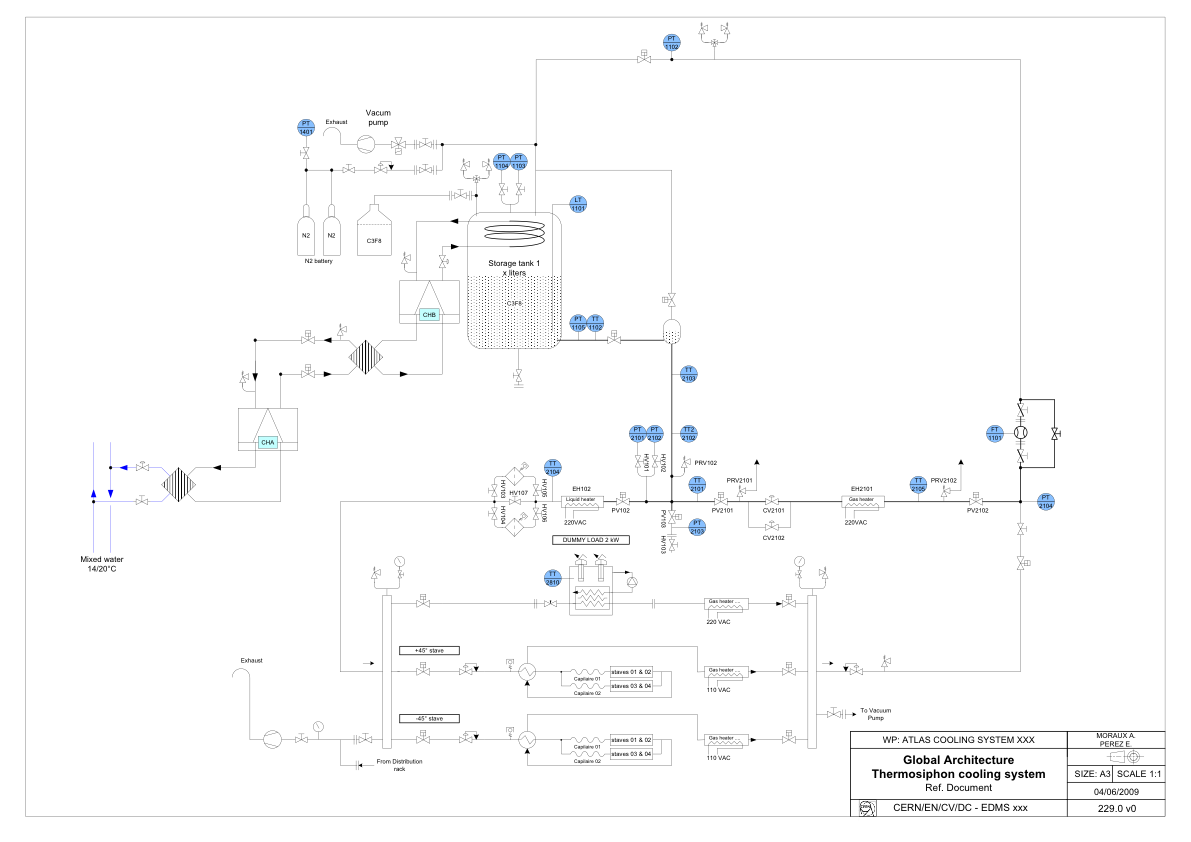 PT
1102
Vacum
pump
Exhaust
PT
1401
PT
1104
PT
1103
LT
1101
N2
N2
N2 battery
C3F8
Storage tank 1
x liters
C3F8
CHB
PT
1105
TT
1102
TT
2103
CHA
PT
2101
PT
2102
TT2
2102
HV101
HV102
PRV102
FT
1101
TT
2104
TT
2101
PRV2101
TT
2105
PRV2102
PT
2104
HV103
HV105
HV107
HV104
HV106
EH102
Liquid heater
220VAC
PV102
PV103
PT
2103
HV103
PV2101
CV2101
CV2102
EH2101
Gas heater
220VAC
PV2102
DUMMY LOAD 2 kW
Mixed water
14/20°C
TT
2810
Gas heater ...
220 VAC
+45° stave
Capilaire 01
Capilaire 02
staves 01 & 02
staves 03 & 04
Gas heater ...
110 VAC
Exhaust
-45° stave
Capilaire 01
Capilaire 02
staves 01 & 02
staves 03 & 04
Gas heater ...
110 VAC
To Vacuum
Pump
From Distribution
rack
WP: ATLAS COOLING SYSTEM XXX
MORAUX A.
PEREZ E.
Global Architecture
Thermosiphon cooling system
Ref. Document
SIZE: A3
SCALE 1:1
04/06/2009
CERN
CERN/EN/CV/DC - EDMS xxx
229.0 v0